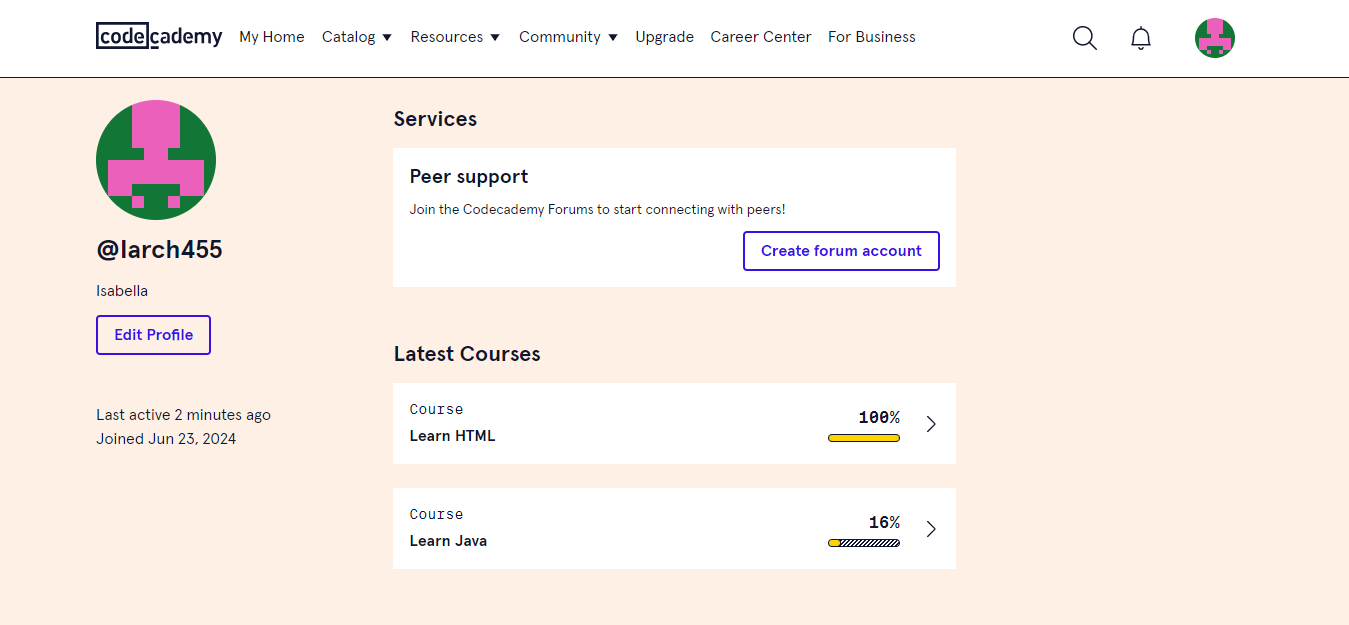 codecademy My Home Catalog Resources Community Upgrade Career Center For Business
@larch455
Isabella
Edit Profile
Last active 2 minutes ago
Joined Jun 23, 2024
Services
Peer support
Join the Codecademy Forums to start connecting with peers!
Create forum account
Latest Courses
Course
Learn HTML
100%
Course
Learn Java
16%